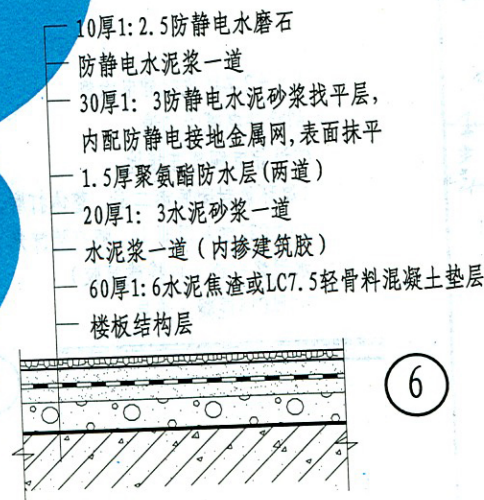 10厚1:2.5防静电水磨石
防静电水泥浆一道
30厚1: 3防静电水泥砂浆找平层,
内配防静电接地金属网,表面抹平
1.5厚聚氨酯防水层(两道)
20厚1: 3水泥砂浆一道
水泥浆一道(内掺建筑胶)
60厚1:6水泥焦渣或LC7.5轻骨料混凝土垫层
楼板结构层
6